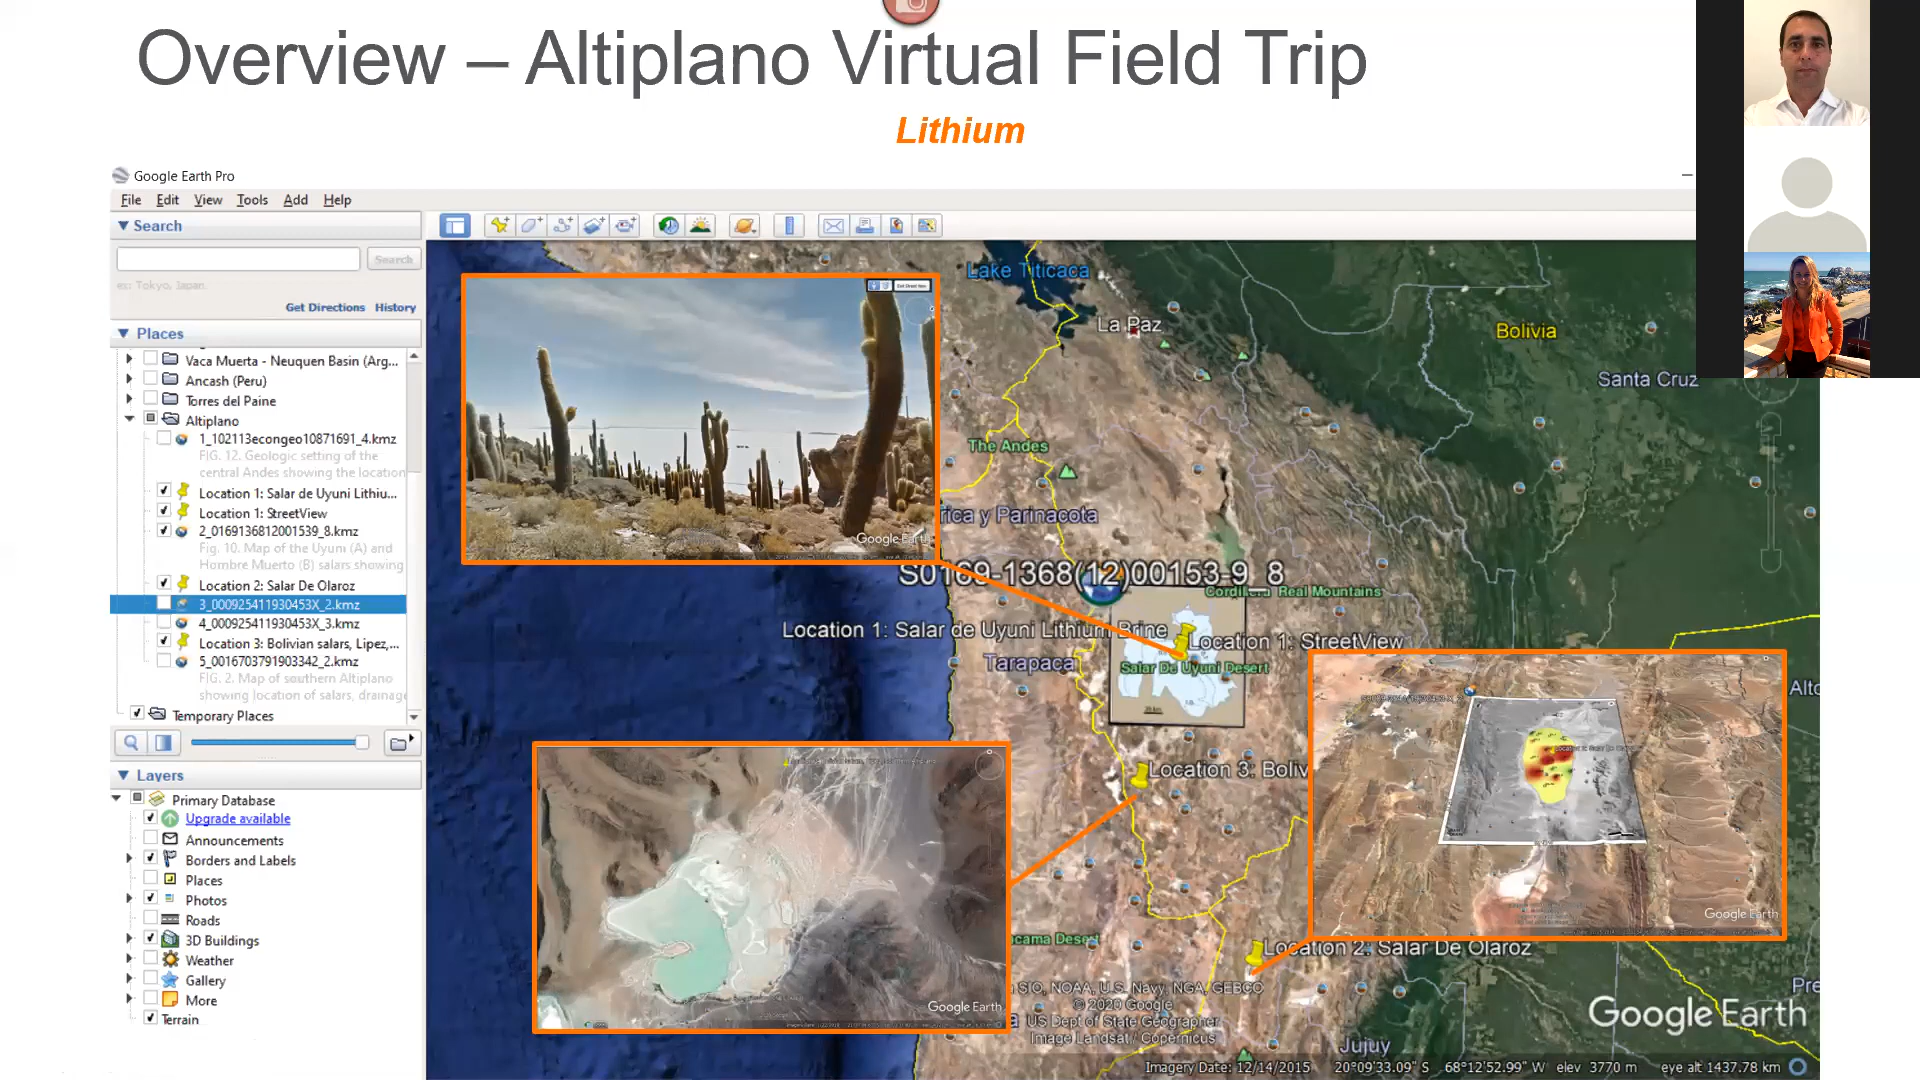 Overview – Altiplano Virtual Field Trip
Lithium
Google Earth Pro
File Edit View Tools Add Help
Search
Search
ex: Tokyo, Japan
Get Directions History
Places
Vaca Muerta - Neuquen Basin (Arg...
Ancash (Peru)
Torres del Paine
Altiplano
1_102113econgeo10871691_4.kmz
FIG. 12. Geologic setting of the
central Andes showing the location
Location 1: Salar de Uyuni Lithiu...
Location 1: StreetView
2_0169136812001539_8.kmz
Fig. 10. Map of the Uyuni (A) and
Hombre Muerto (B) salars showing
Location 2: Salar De Olaroz
3_000925411930453X_2.kmz
4_000925411930453X_3.kmz
Location 3: Bolivian salars, Lipez,...
5_0016703791903342_2.kmz
FIG. 2. Map of southern Altiplano
showing location of salars, drainage
Temporary Places
Layers
Primary Database
Upgrade available
Announcements
Borders and Labels
Places
Photos
Roads
3D Buildings
Weather
Gallery
More
Terrain
Lake Titicaca
La Paz
Bolivia
Santa Cruz
The Andes
rica y Parinacota
Google Earth
S0169-1368(12)00153-9_8
Cordillera Real Mountains
Location 1: Salar de Uyuni Lithium Brine
Location 1: StreetView
Tarapaca
Salar De Uyuni Desert
Location 3: Boliv
Alto
Google Earth
cama Desert
Location 2: Salar De Olaroz
Google Earth
SIO, NOAA, U.S. Navy, NGA, GEBCO
© 2020 Google
US Dept of State Geographer
Image Landsat / Copernicus
Pre
Google Earth
Jujuy
Imagery Date: 12/14/2015 20°09'33.09" S 68°12'52.99" W elev 3770 m eye alt 1437.78 km